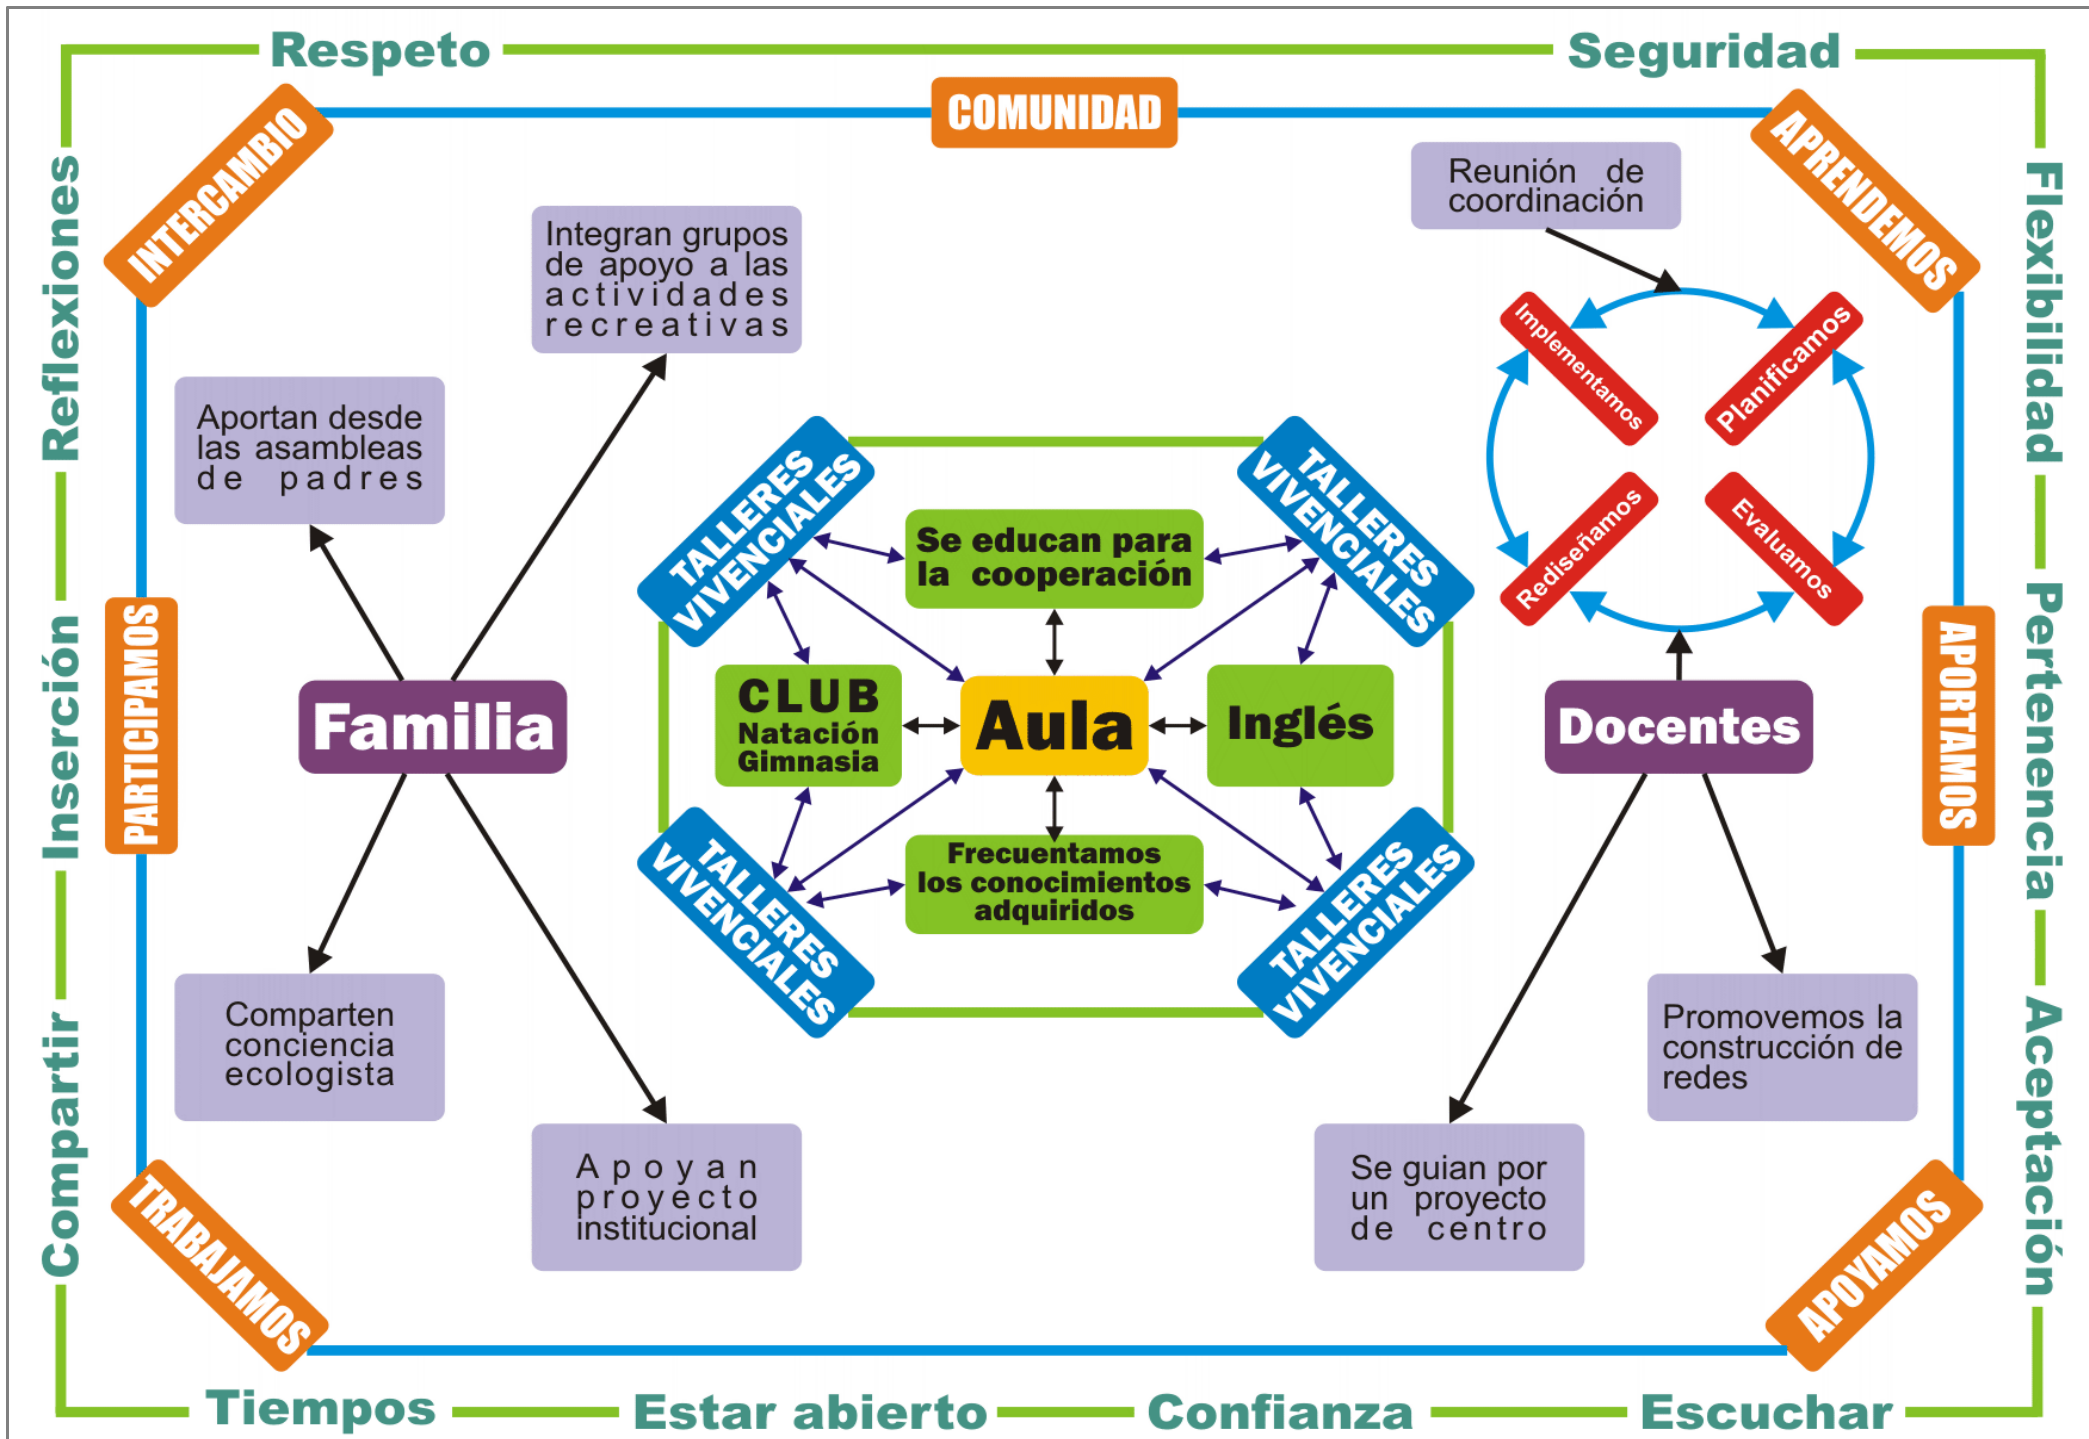 Respeto
Seguridad
COMUNIDAD
INTERCAMBIO
APRENDEMOS
Reflexiones
Flexibilidad
Reunión de
coordinación
Integran grupos
de apoyo a las
actividades
recreativas
Implementamos
Planificamos
Rediseñamos
Evaluamos
Aportan desde
las asambleas
de padres
TALLERES
VIVENCIALES
TALLERES
VIVENCIALES
Se educan para
la cooperación
Inserción
PARTICIPAMOS
Familia
CLUB
Natación
Gimnasia
Aula
Inglés
Docentes
APORTAMOS
Pertenencia
Frecuentamos
los conocimientos
adquiridos
TALLERES
VIVENCIALES
TALLERES
VIVENCIALES
Comparten
conciencia
ecologista
Promovemos la
construcción de
redes
Compartir
Aceptación
Apoyan
proyecto
institucional
Se guian por
un proyecto
de centro
TRABAJAMOS
APOYAMOS
Tiempos
Estar abierto
Confianza
Escuchar